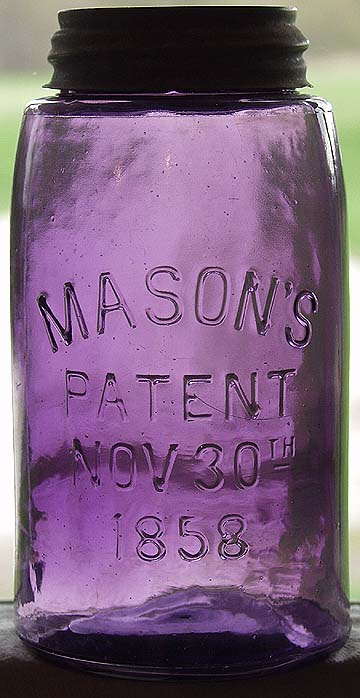 MASON'S
PATENT
NOV 30TH
1858